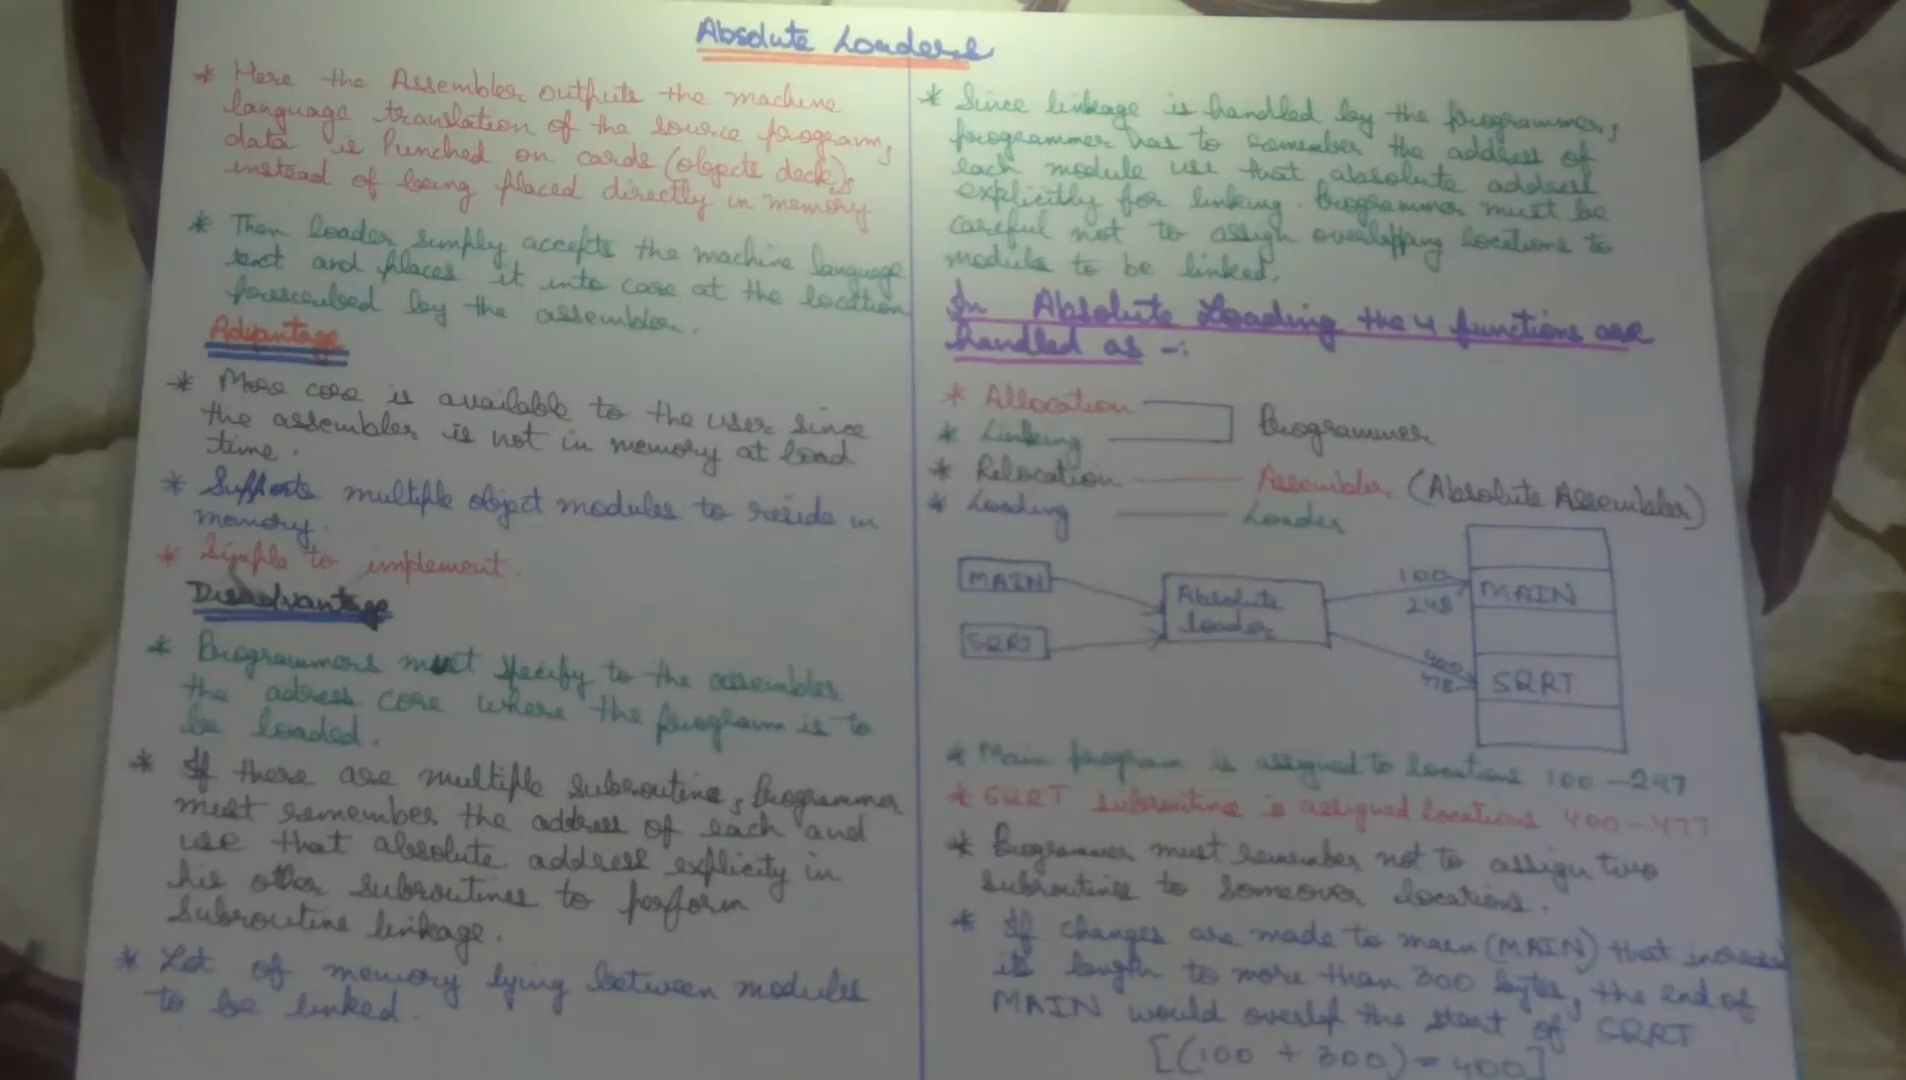 Absolute Loaders
* Here the Assembler outputs the machine
language translation of the source program,
data is Punched on cards (objects deck),
instead of being placed directly in memory
* Then loader simply accepts the machine language
text and places it into core at the location
prescribed by the assembler.
Advantage
* More core is available to the user since
the assembler is not in memory at load
time.
* Supports multiple object modules to reside in
memory.
* Simple to implement.
Disadvantage
* Programmers must specify to the assembler
the address core where the program is to
be loaded.
* If there are multiple subroutine, Programmer
must remember the address of each and
use that absolute address explicity in
his other subroutines to perform
subroutine linkage.
* Lot of memory lying between modules
to be linked.
* Since linkage is handled by the programmer,
programmer has to remember the address of
each module use that absolute address
explicitly for linking. Programmer must be
careful not to assign overlapping locations to
modules to be linked.
In Absolute Loading the 4 functions are
handled as -:
* Allocation
* Linking
Programmer
* Relocation — Assembler (Absolute Assembler)
* Loading — Loader
MAIN
SQRT
Absolute
loader
100
248
400
478
MAIN
SQRT
* Main program is assigned to locations 100-247
* SQRT subroutine is assigned locations 400-477
* Programmer must remember not to assign two
subroutine to someover locations.
* If changes are made to main (MAIN) that increase
its length to more than 300 bytes, the end of
MAIN would overlap the start of SQRT
[(100 + 300) = 400]